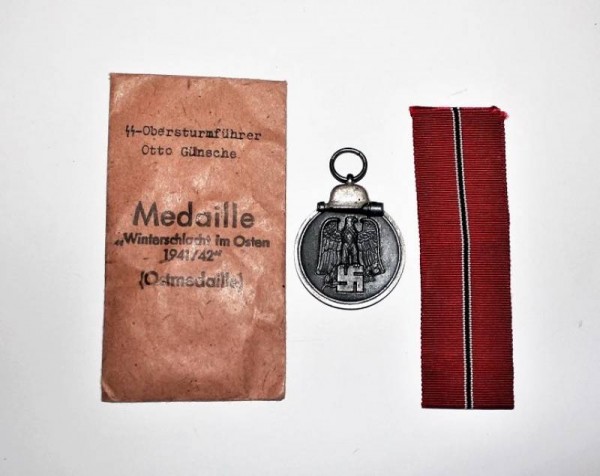 ϟϟ-Obersturmführer
Otto Günsche
Medaille
„Winterschlacht im Osten
1941/42"
(Ostmedaille)